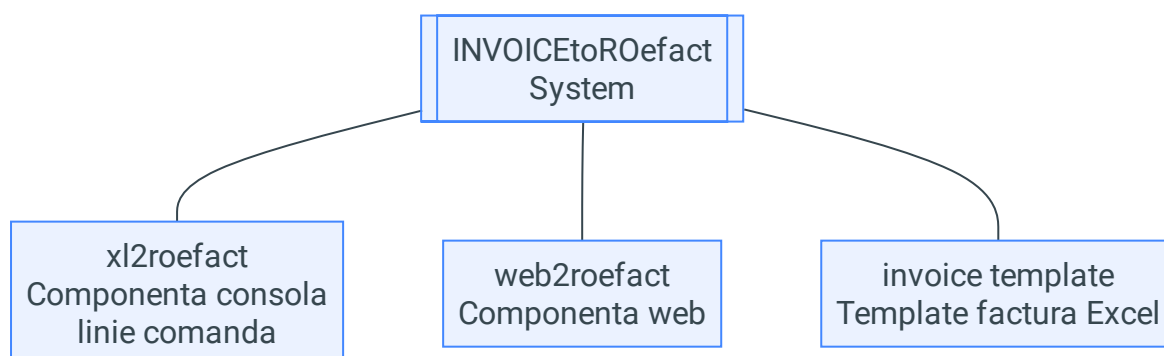 INVOICEtoROefact
System
xl2roefact
Componenta consola
linie comanda
web2roefact
Componenta web
invoice template
Template factura Excel